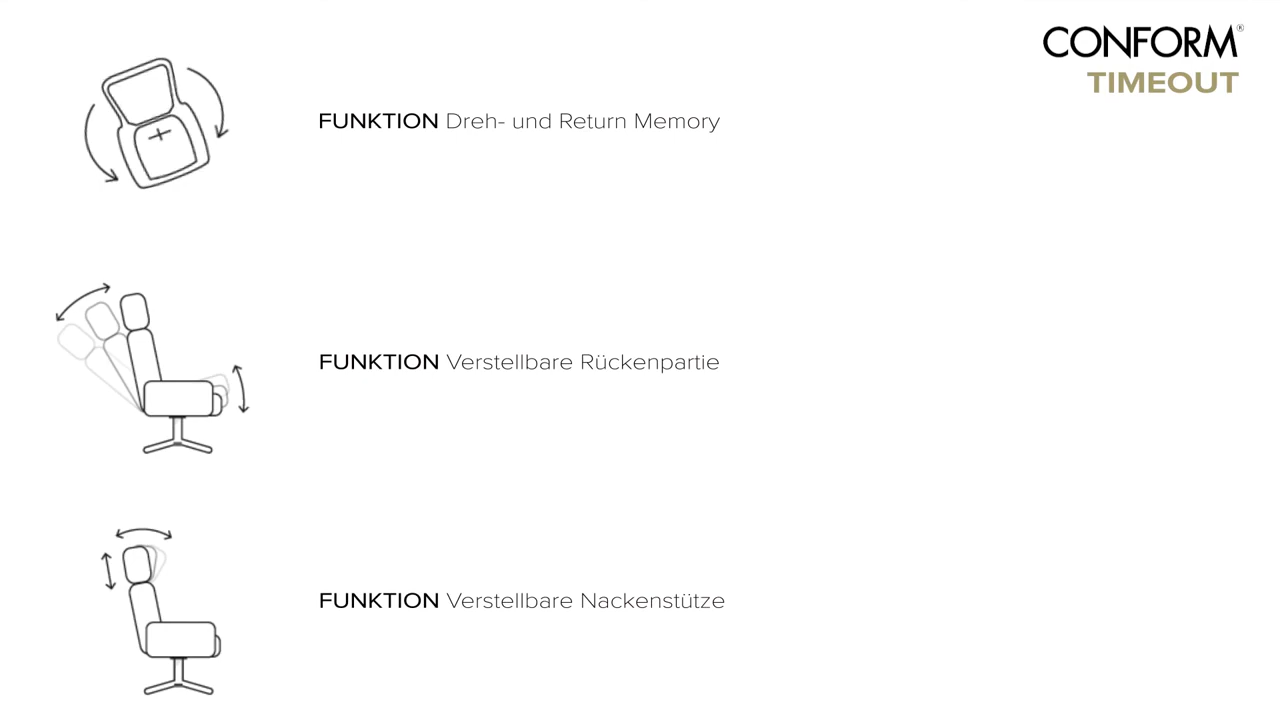 CONFORM®
TIMEOUT
FUNKTION Dreh- und Return Memory
FUNKTION Verstellbare Rückenpartie
FUNKTION Verstellbare Nackenstütze